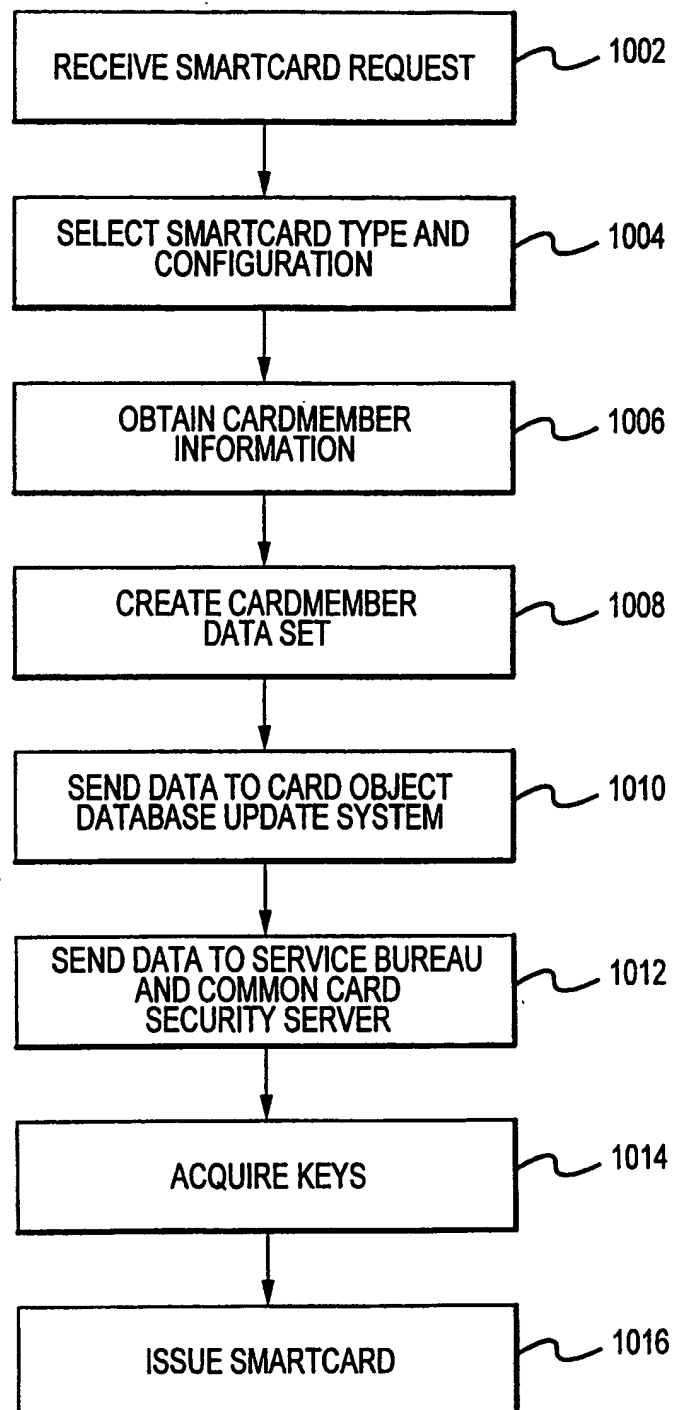 RECEIVE SMARTCARD REQUEST
1002
SELECT SMARTCARD TYPE AND
CONFIGURATION
1004
OBTAIN CARDMEMBER
INFORMATION
1006
CREATE CARDMEMBER
DATA SET
1008
SEND DATA TO CARD OBJECT
DATABASE UPDATE SYSTEM
1010
SEND DATA TO SERVICE BUREAU
AND COMMON CARD
SECURITY SERVER
1012
ACQUIRE KEYS
1014
ISSUE SMARTCARD
1016